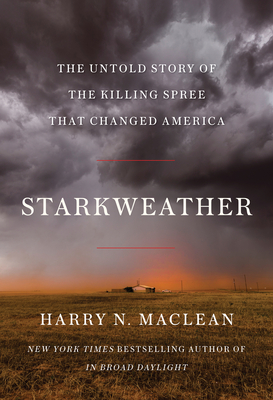 THE UNTOLD STORY OF
THE KILLING SPREE
THAT CHANGED AMERICA
STARKWEATHER
HARRY N. MACLEAN
NEW YORK TIMES BESTSELLING AUTHOR OF
IN BROAD DAYLIGHT